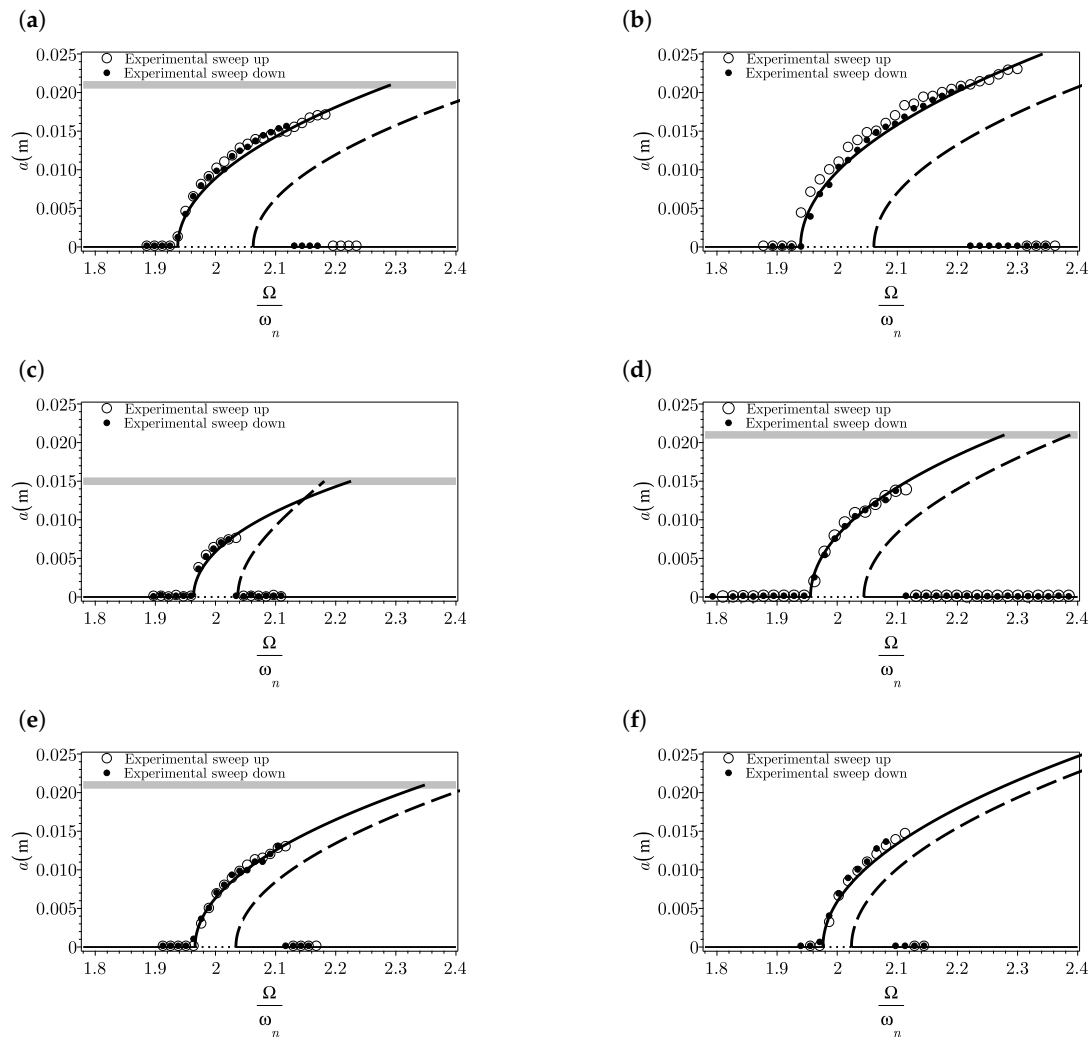 (a)
0.025
Experimental sweep up
Experimental sweep down
0.020
0.015
a(m)
0.010
0.005
0
1.8 1.9 2 2.1 2.2 2.3 2.4
Ω
ω_n
(b)
0.025
Experimental sweep up
Experimental sweep down
0.020
0.015
a(m)
0.010
0.005
0
1.8 1.9 2 2.1 2.2 2.3 2.4
Ω
ω_n
(c)
0.025
Experimental sweep up
Experimental sweep down
0.020
0.015
a(m)
0.010
0.005
0
1.8 1.9 2 2.1 2.2 2.3 2.4
Ω
ω_n
(d)
0.025
Experimental sweep up
Experimental sweep down
0.020
0.015
a(m)
0.010
0.005
0
1.8 1.9 2 2.1 2.2 2.3 2.4
Ω
ω_n
(e)
0.025
Experimental sweep up
Experimental sweep down
0.020
0.015
a(m)
0.010
0.005
0
1.8 1.9 2 2.1 2.2 2.3 2.4
Ω
ω_n
(f)
0.025
Experimental sweep up
Experimental sweep down
0.020
0.015
a(m)
0.010
0.005
0
1.8 1.9 2 2.1 2.2 2.3 2.4
Ω
ω_n